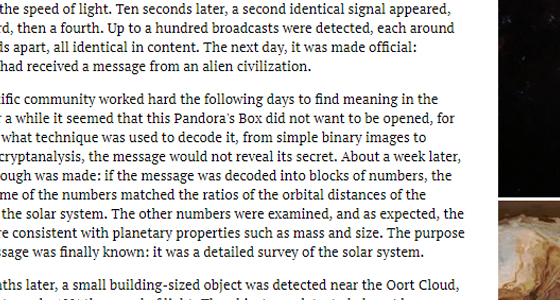 the speed of light. Ten seconds later, a second identical signal appeared,
then a fourth. Up to a hundred broadcasts were detected, each around
apart, all identical in content. The next day, it was made official:
had received a message from an alien civilization.
community worked hard the following days to find meaning in the
a while it seemed that this Pandora's Box did not want to be opened, for
what technique was used to decode it, from simple binary images to
cryptanalysis, the message would not reveal its secret. About a week later,
was made: if the message was decoded into blocks of numbers, the
of the numbers matched the ratios of the orbital distances of the
the solar system. The other numbers were examined, and as expected, the
consistent with planetary properties such as mass and size. The purpose
was finally known: it was a detailed survey of the solar system.
later, a small building-sized object was detected near the Oort Cloud,